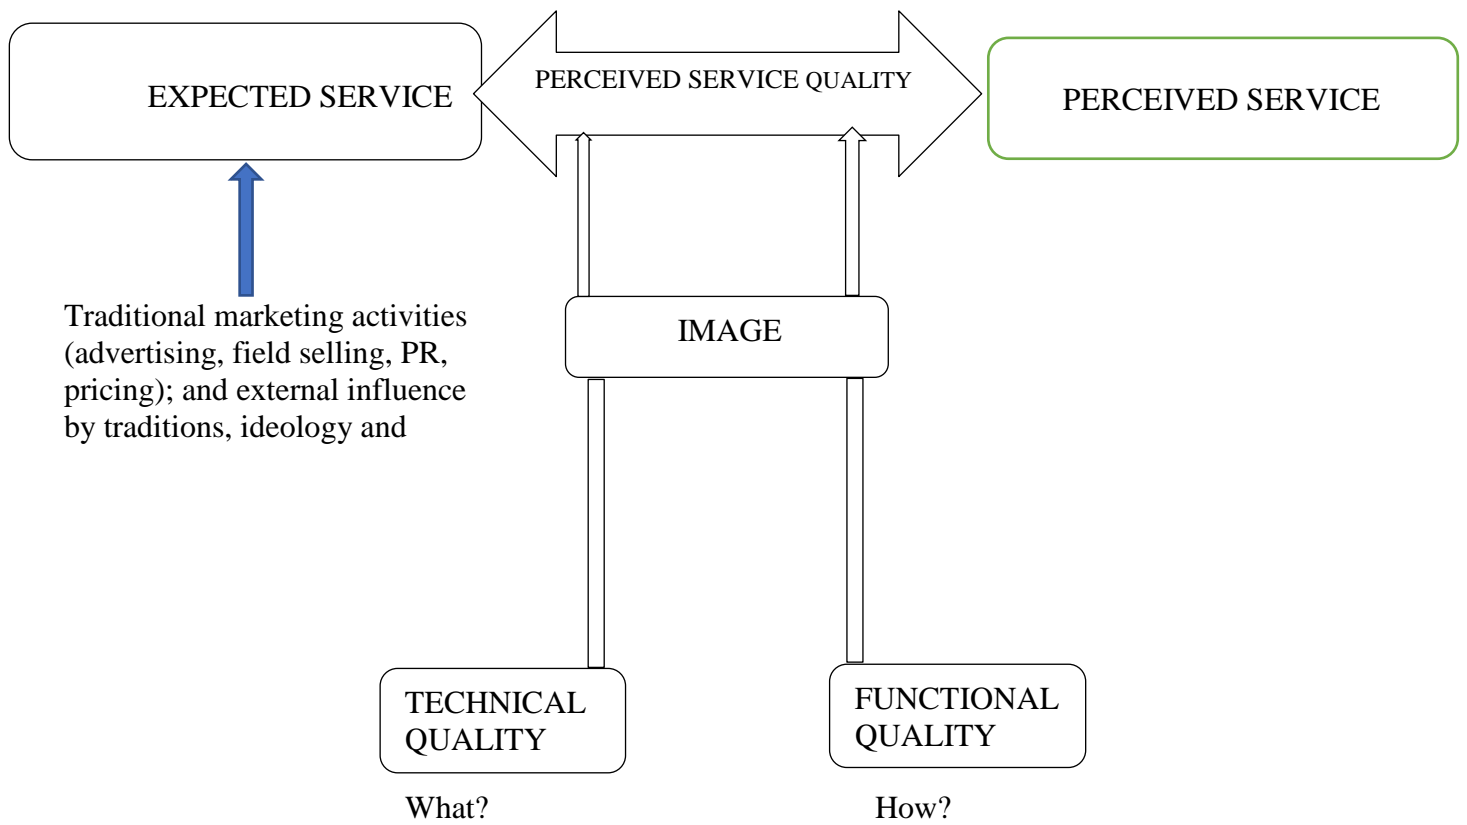 EXPECTED SERVICE
PERCEIVED SERVICE QUALITY
PERCEIVED SERVICE
Traditional marketing activities
(advertising, field selling, PR,
pricing); and external influence
by traditions, ideology and
IMAGE
TECHNICAL
QUALITY
FUNCTIONAL
QUALITY
What?
How?